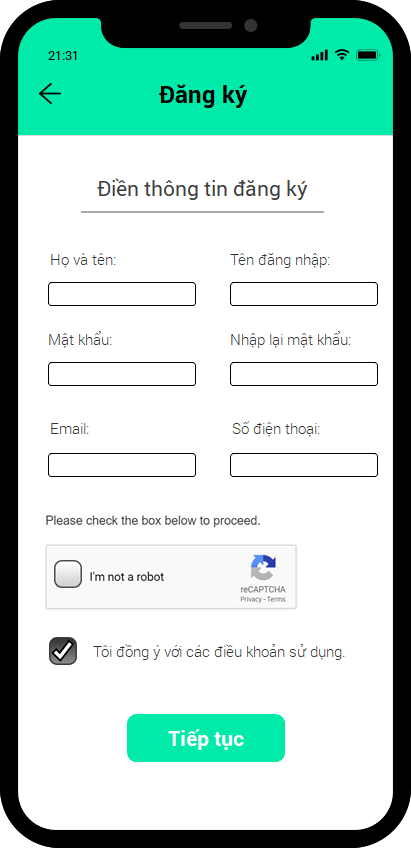 21:31
Đăng ký
Điền thông tin đăng ký
Họ và tên: Tên đăng nhập:
Mật khẩu: Nhập lại mật khẩu:
Email: Số điện thoại:
Please check the box below to proceed.
I'm not a robot
reCAPTCHA
Privacy - Terms
Tôi đồng ý với các điều khoản sử dụng.
Tiếp tục